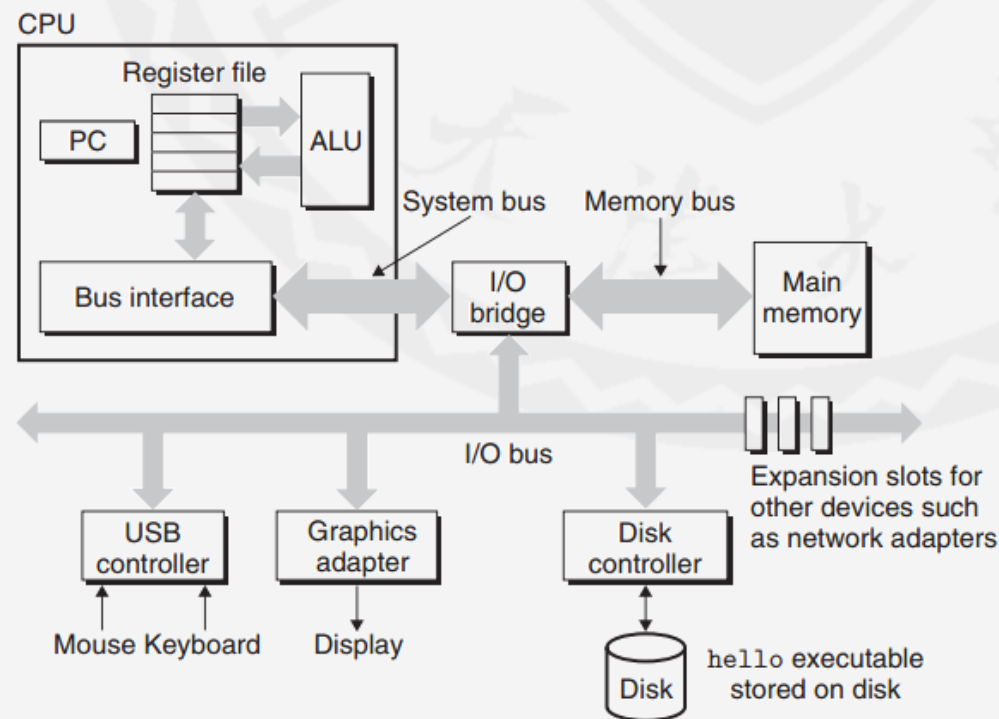 CPU
Register file
PC
ALU
System bus
Memory bus
Bus interface
I/O
bridge
Main
memory
I/O bus
Expansion slots for
other devices such
as network adapters
USB
controller
Graphics
adapter
Disk
controller
Mouse Keyboard
Display
Disk
hello executable
stored on disk